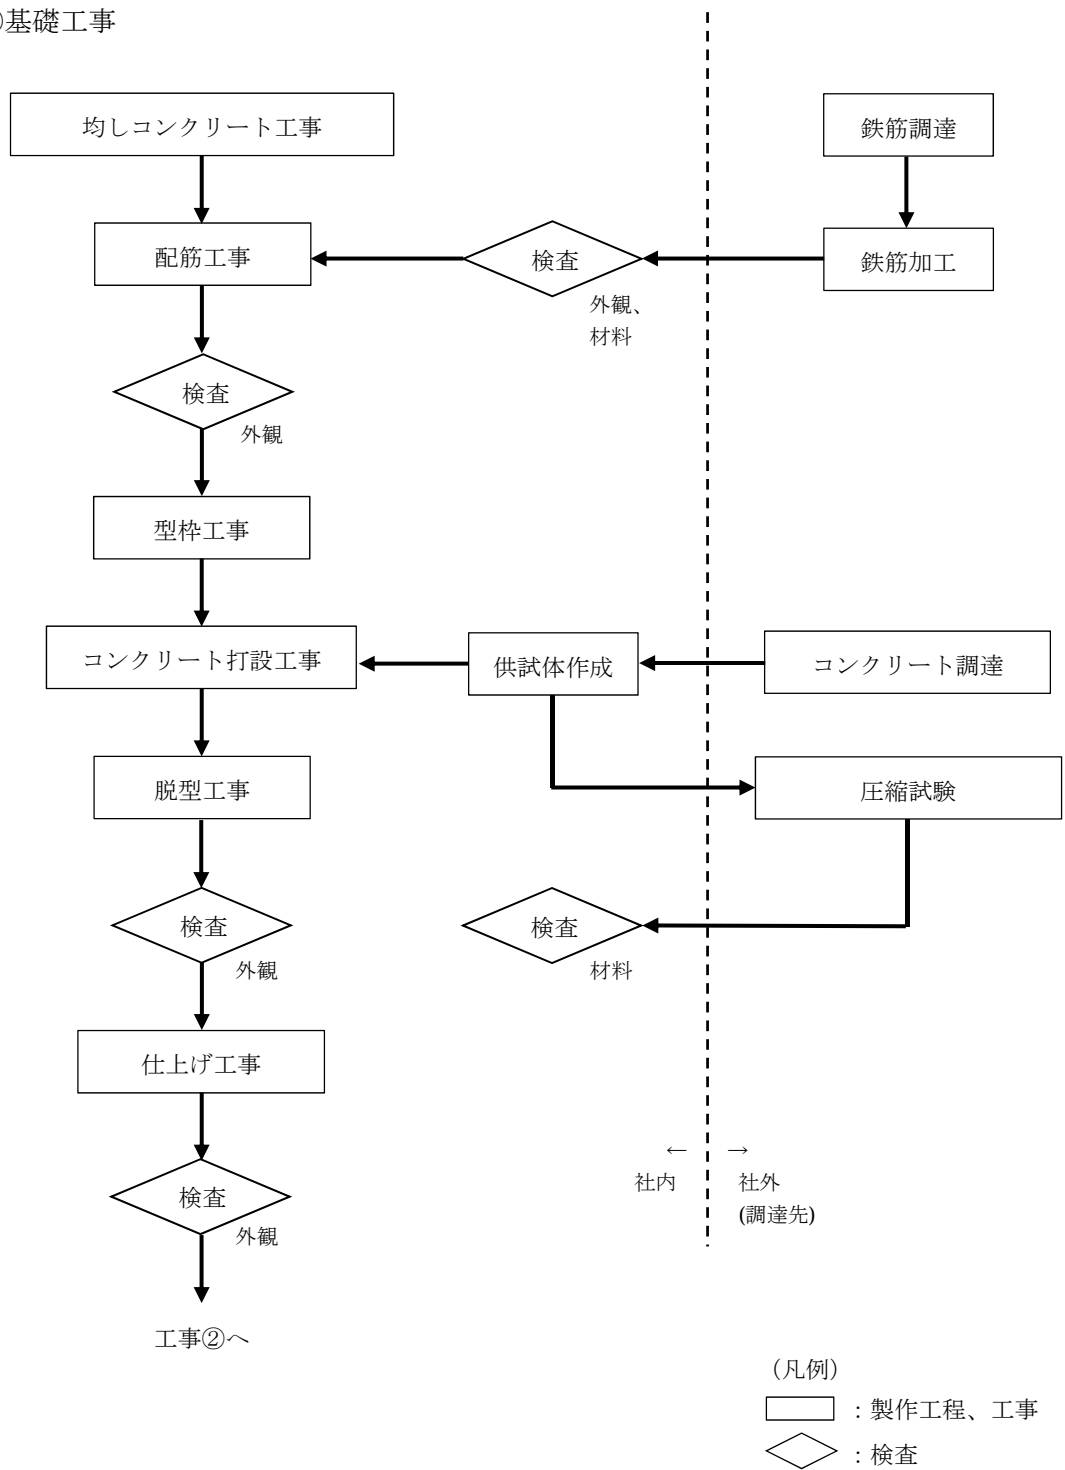 基礎工事
均しコンクリート工事
鉄筋調達
配筋工事
検査
鉄筋加工
外観、
材料
検査
外観
型枠工事
コンクリート打設工事
供試体作成
コンクリート調達
脱型工事
圧縮試験
検査
外観
検査
材料
仕上げ工事
←
→
社内
社外
(調達先)
検査
外観
工事②へ
（凡例）
：製作工程、工事
：検査